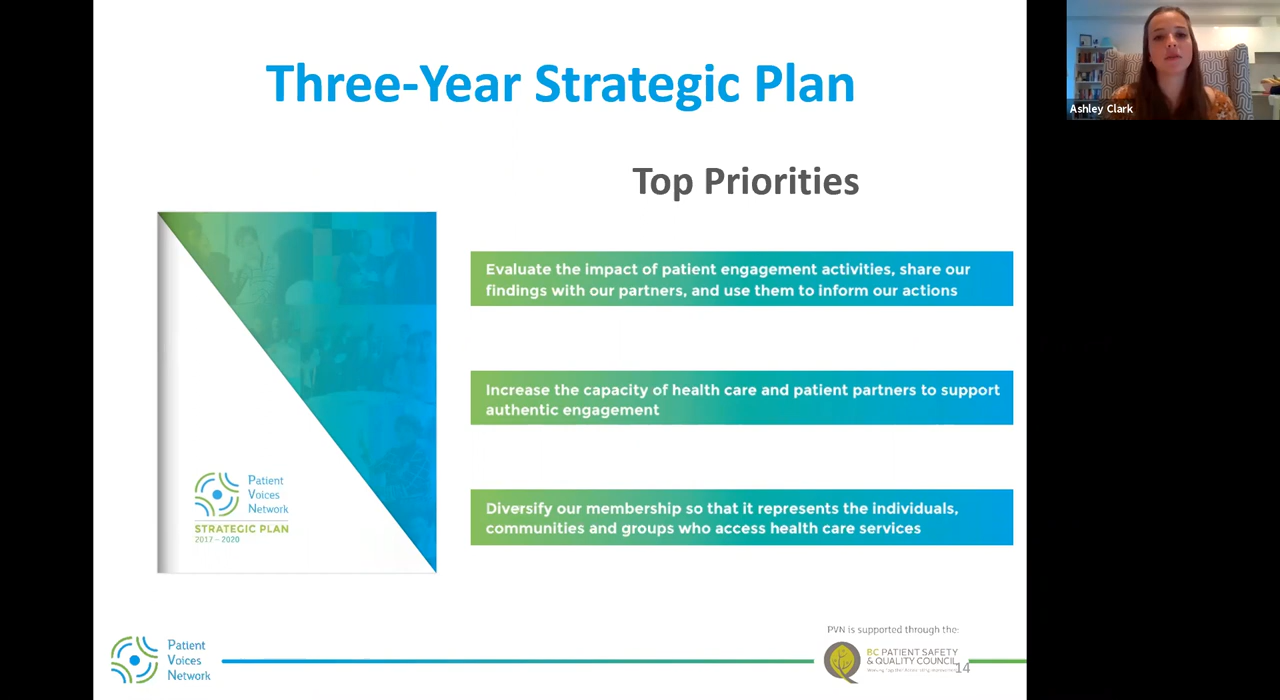 Three-Year Strategic Plan
Ashley Clark
Top Priorities
Evaluate the impact of patient engagement activities, share our
findings with our partners, and use them to inform our actions
Increase the capacity of health care and patient partners to support
authentic engagement
Diversify our membership so that it represents the individuals,
communities and groups who access health care services
Patient
Voices
Network
STRATEGIC PLAN
2017 – 2020
Patient
Voices
Network
PVN is supported through the:
BC PATIENT SAFETY
& QUALITY COUNCIL
14